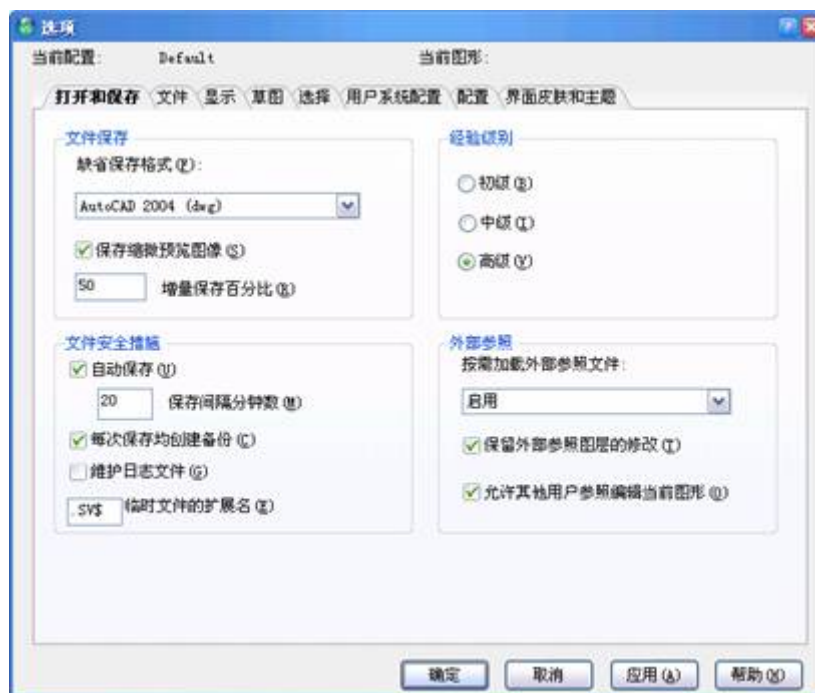 选项
当前配置: Default 当前图形:
打开和保存 文件 显示 草图 选择 用户系统配置 配置 界面皮肤和主题
文件保存
缺省保存格式(F):
AutoCAD 2004 (dwg)
保存缩微预览图像(S)
50 增量保存百分比(R)
文件安全措施
自动保存(U)
20 保存间隔分钟数(M)
每次保存均创建备份(C)
维护日志文件(G)
.SV$ 临时文件的扩展名(E)
经验级别
初级(B)
中级(I)
高级(V)
外部参照
按需加载外部参照文件:
启用
保留外部参照图层的修改(T)
允许其他用户参照编辑当前图形(O)
确定 取消 应用(A) 帮助(H)